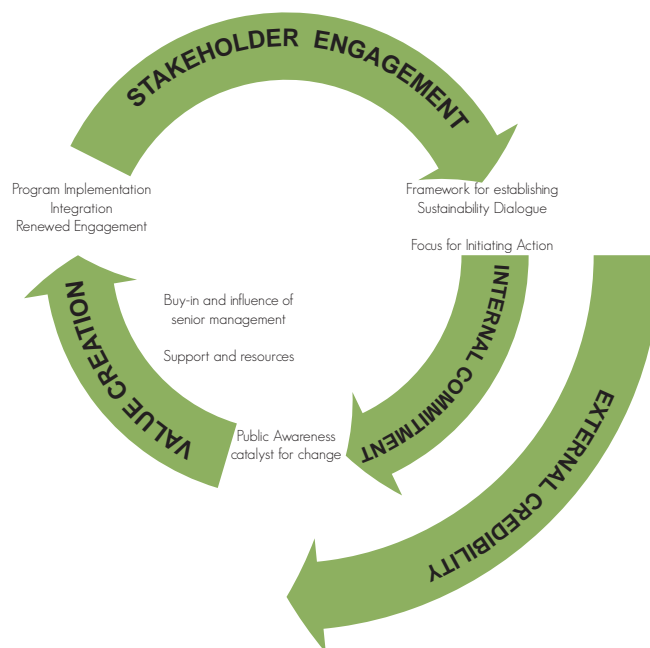 STAKEHOLDER ENGAGEMENT
Program Implementation
Integration
Renewed Engagement
Framework for establishing
Sustainability Dialogue
Focus for Initiating Action
INTERNAL COMMITMENT
EXTERNAL CREDIBILITY
Buy-in and influence of
senior management
Support and resources
Public Awareness
catalyst for change
VALUE CREATION